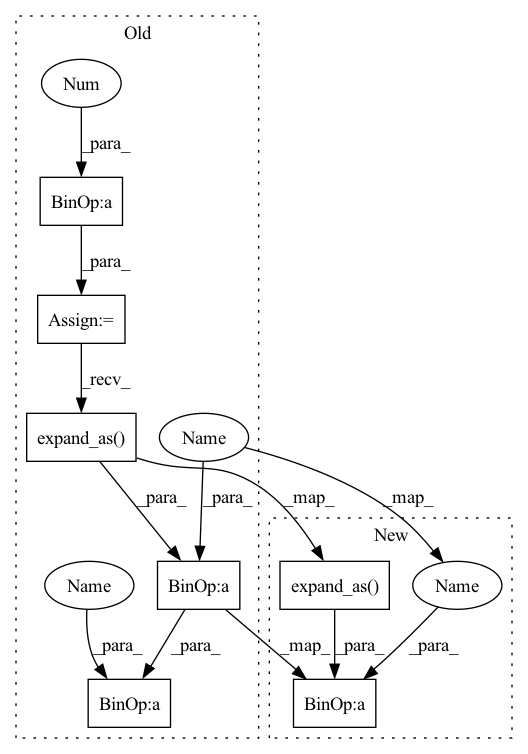 Old
Num
_para_
BinOp:a
_para_
Assign:=
_recv_
expand_as()
Name
_para_
_para_
_map_
_map_
New
Name
BinOp:a
expand_as()
Name
_para_
_para_
_map_
_para_
_para_
BinOp:a
BinOp:a